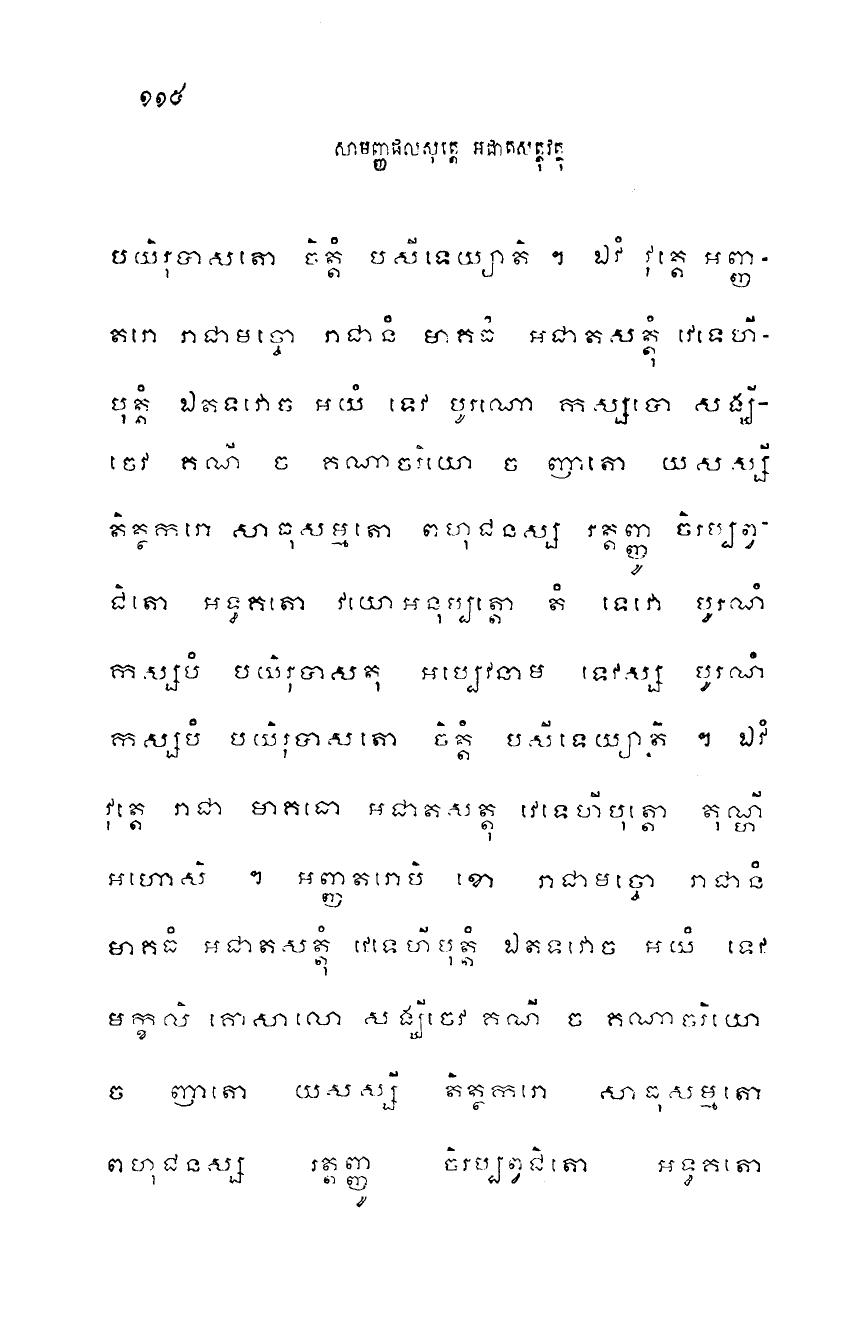 ១១៥
សាមញ្ញផលសុត្តេ អជាតសត្តុវត្ថុ
បយិរុបាសតោ ចិត្តំ បសីទេយ្យាតិ ។ ឯវំ វុត្តេ អញ្ញ-
តរោ រាជាមច្ចោ រាជានំ មាគធំ អជាតសត្តុំ វេទេហី-
បុត្តំ ឯតទវោច អយំ ទេវ បូរណោ កស្សបោ សង្ឃី-
ចេវ គណី ច គណាចរិយោ ច ញាតោ យសស្សី
តិត្ថករោ សាធុសម្មតោ ពហុជនស្ស រត្តញ្ញូ ចិរប្បព្វ-
ជិតោ អទ្ធគតោ វយោអនុប្បត្តោ តំ ទេវោ បូរណំ
កស្សបំ បយិរុបាសតុ អប្បេវនាម ទេវស្ស បូរណំ
កស្សបំ បយិរុបាសតោ ចិត្តំ បសីទេយ្យាតិ ។ ឯវំ
វុត្តេ រាជា មាគធោ អជាតសត្តុ វេទេហីបុត្តោ តុណ្ហី
អហោសិ ។ អញ្ញតរោបិ ខោ រាជាមច្ចោ រាជានំ
មាគធំ អជាតសត្តុំ វេទេហីបុត្តំ ឯតទវោច អយំ ទេវ
មក្ខលិ គោសាលោ សង្ឃីចេវ គណី ច គណាចរិយោ
ច ញាតោ យសស្សី តិត្ថករោ សាធុសម្មតោ
ពហុជនស្ស រត្តញ្ញូ ចិរប្បព្វជិតោ អទ្ធគតោ